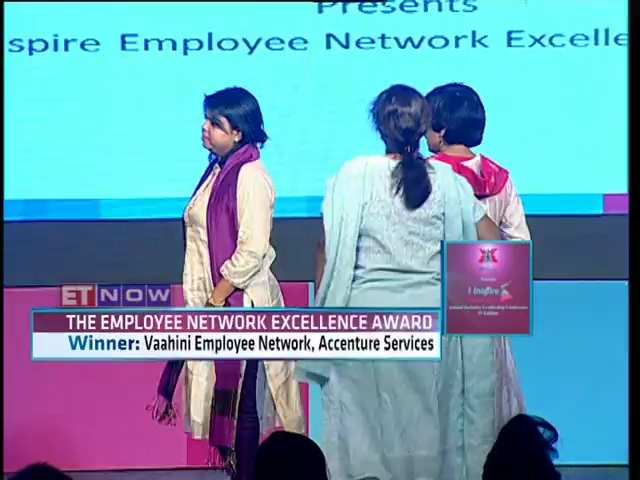 Presents
spire Employee Network Excelle
ET NOW
I Inspire
THE EMPLOYEE NETWORK EXCELLENCE AWARD
Winner: Vaahini Employee Network, Accenture Services